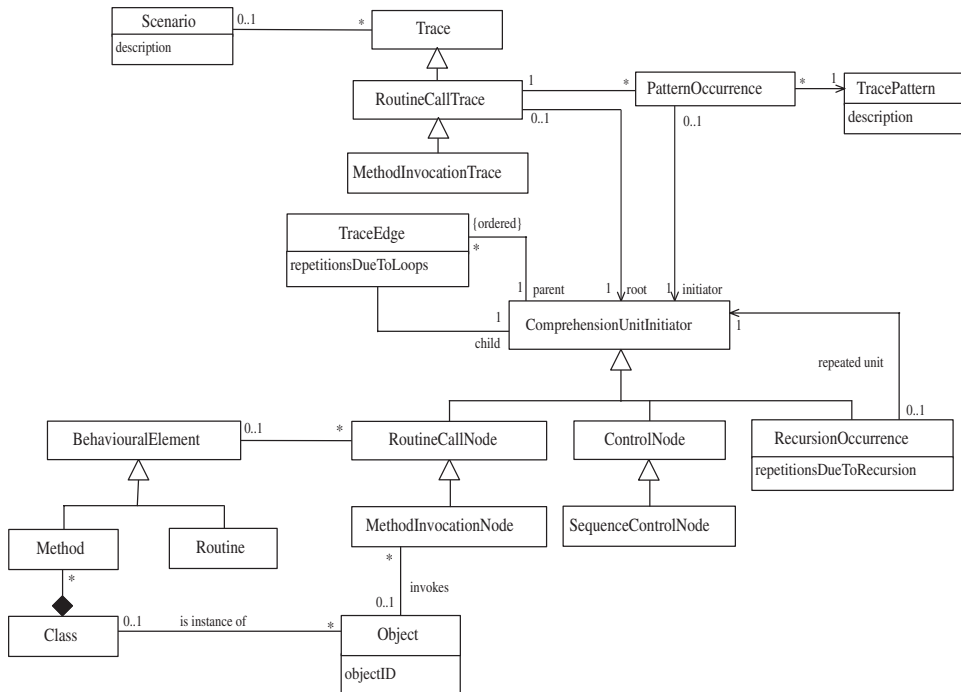 Scenario
description
0..1
*
Trace
RoutineCallTrace
1
0..1
*
PatternOccurrence
0..1
*
1
TracePattern
description
MethodInvocationTrace
TraceEdge
repetitionsDueToLoops
{ordered}
*
1
parent
1
root
1
initiator
1
child
ComprehensionUnitInitiator
1
repeated unit
0..1
BehaviouralElement
0..1
*
RoutineCallNode
ControlNode
RecursionOccurrence
repetitionsDueToRecursion
Method
Routine
MethodInvocationNode
SequenceControlNode
*
*
invokes
0..1
Class
0..1
is instance of
*
Object
objectID